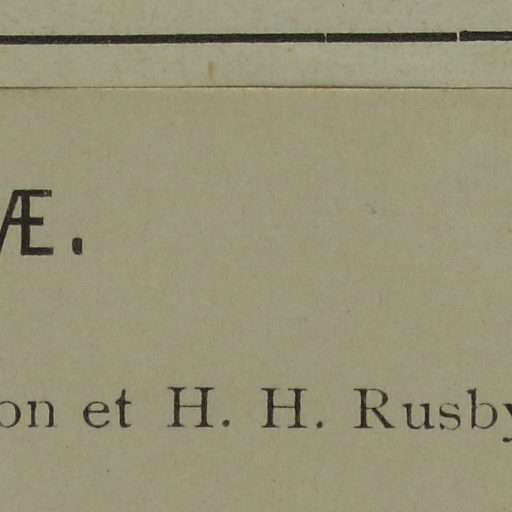 Æ.
on et H. H. Rusby